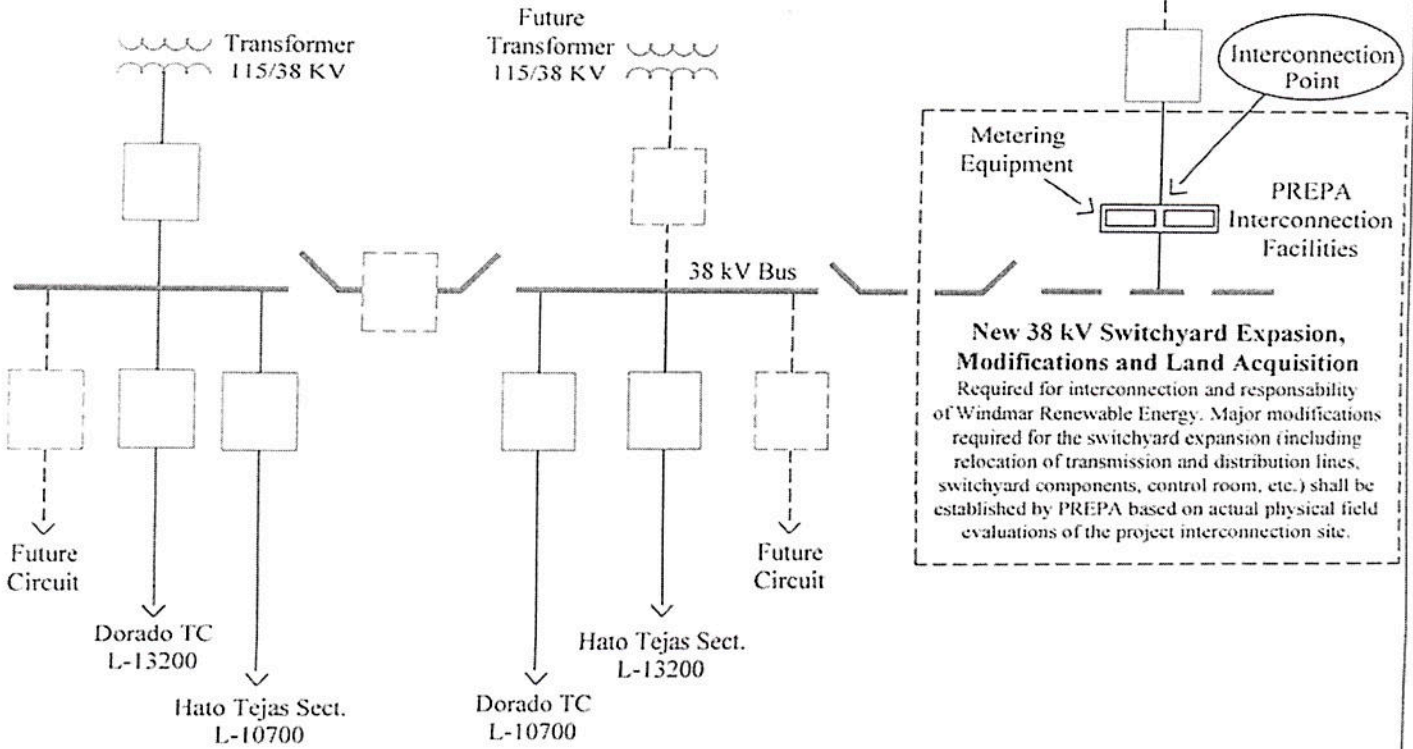 Transformer
115/38 KV
Future
Transformer
115/38 KV
Interconnection
Point
Metering
Equipment
PREPA
Interconnection
Facilities
38 kV Bus
New 38 kV Switchyard Expasion,
Modifications and Land Acquisition
Required for interconnection and responsability
of Windmar Renewable Energy. Major modifications
required for the switchyard expansion (including
relocation of transmission and distribution lines,
switchyard components, control room, etc.) shall be
established by PREPA based on actual physical field
evaluations of the project interconnection site.
Future
Circuit
Dorado TC
L-13200
Hato Tejas Sect.
L-10700
Dorado TC
L-10700
Hato Tejas Sect.
L-13200
Future
Circuit